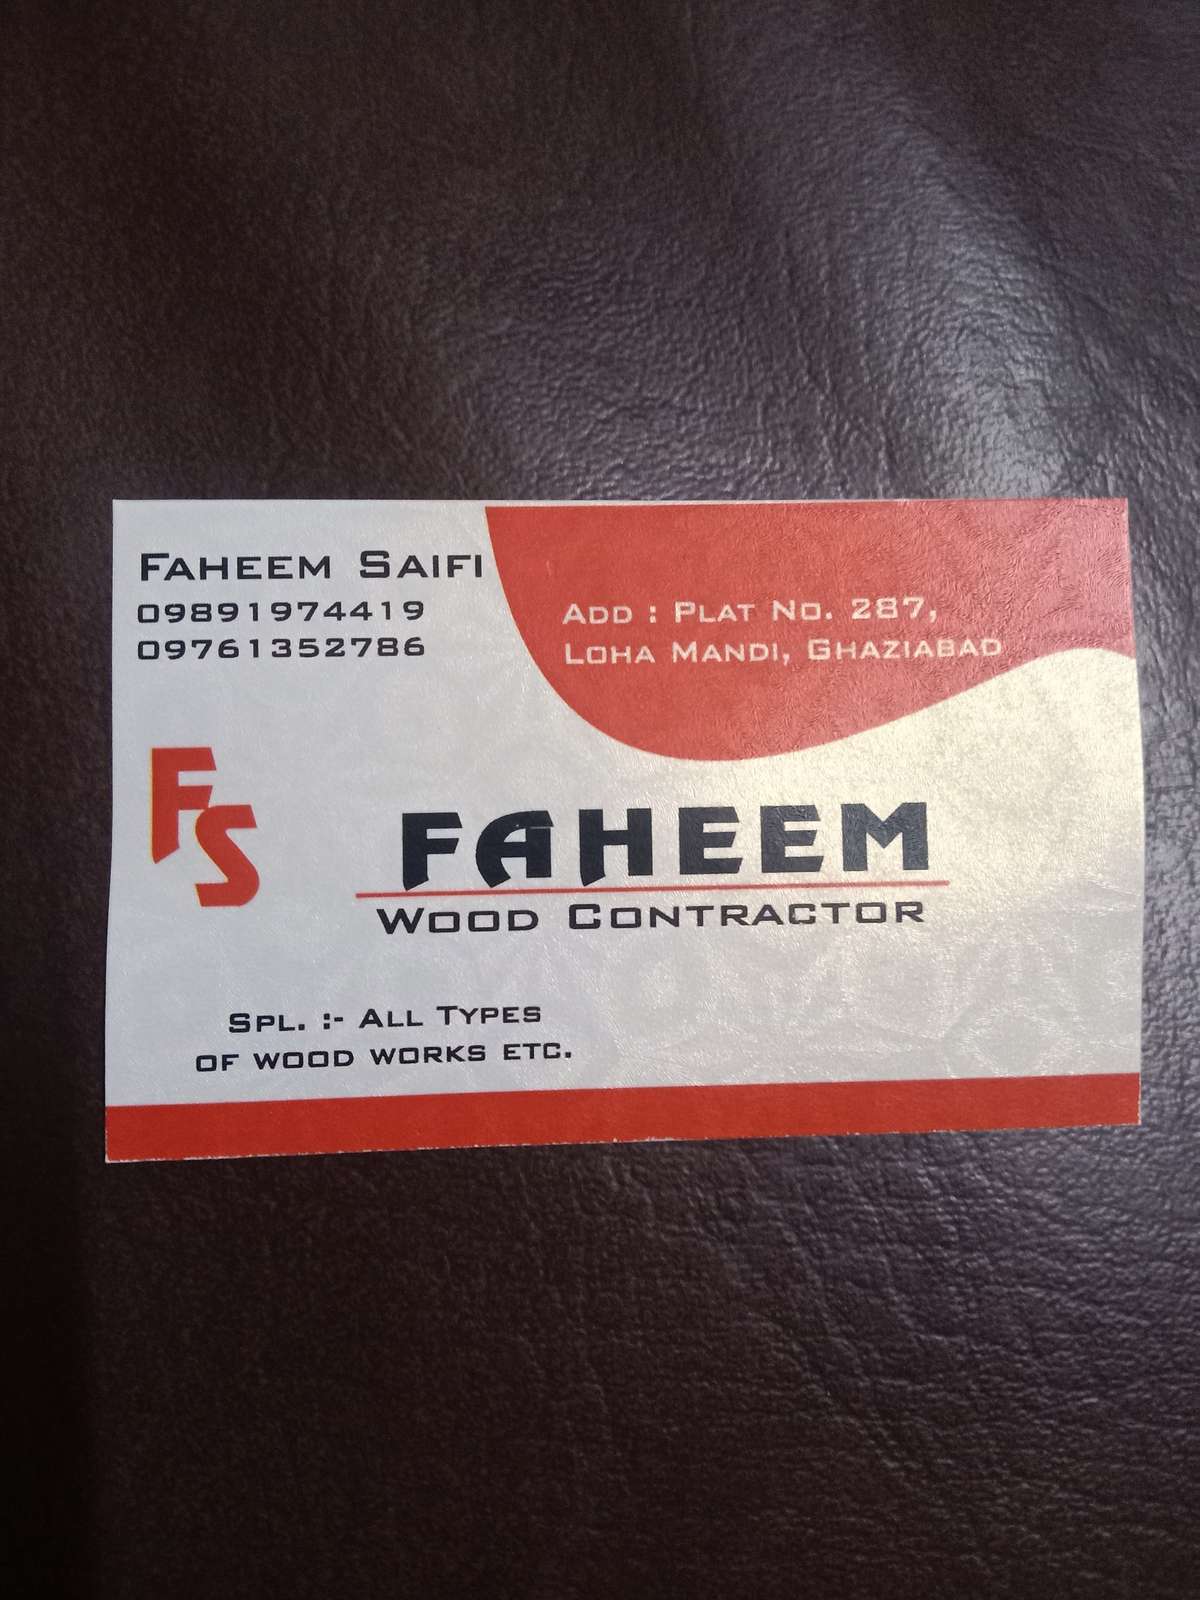 Faheem Saifi
09891974419
09761352786
Add : Plat No. 287,
Loha Mandi, Ghaziabad
FS
FAHEEM
Wood Contractor
Spl. :- All Types
of wood works etc.